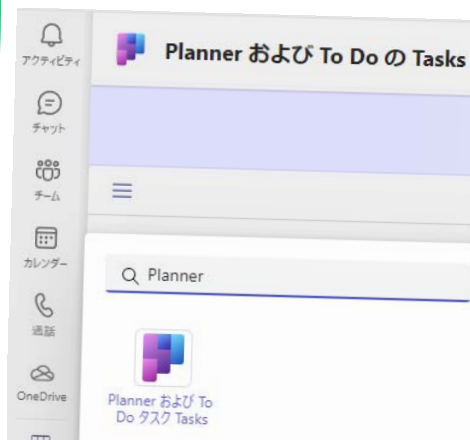 アクティビティ
Planner および To Do の Tasks
チャット
チーム
カレンダー
Planner
通話
OneDrive
Planner および To
Do タスク Tasks